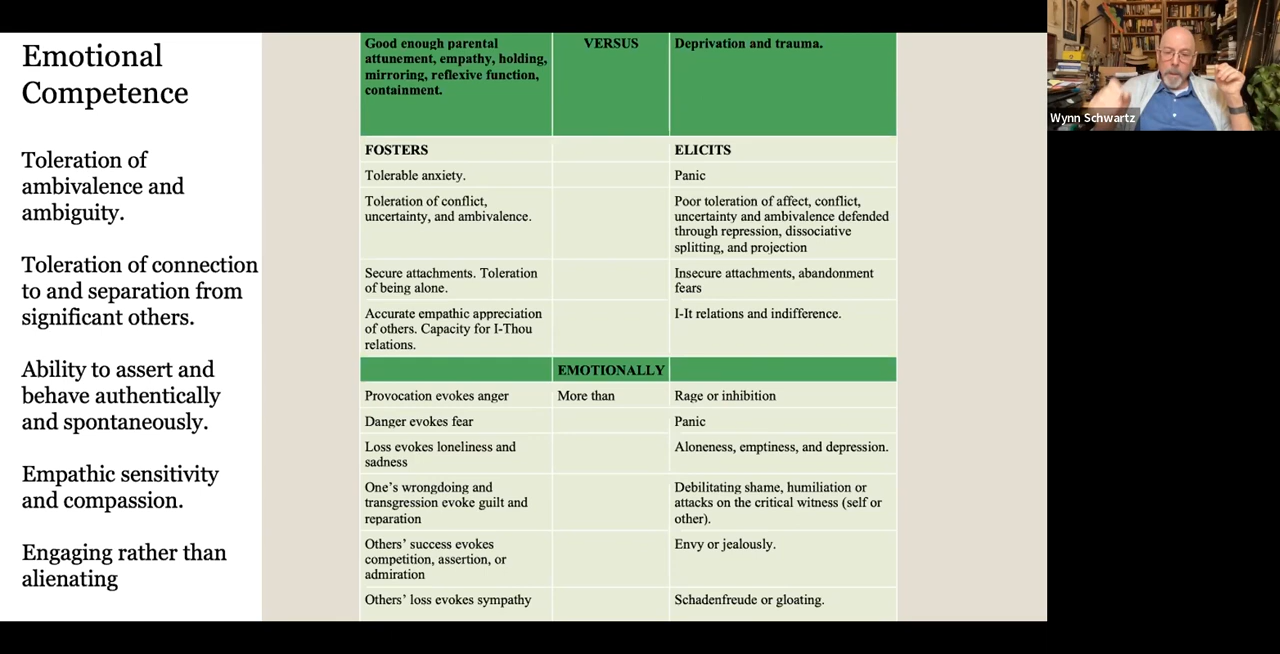 Emotional
Competence
Toleration of
ambivalence and
ambiguity.
Toleration of connection
to and separation from
significant others.
Ability to assert and
behave authentically
and spontaneously.
Empathic sensitivity
and compassion.
Engaging rather than
alienating
Good enough parental
attunement, empathy, holding,
mirroring, reflexive function,
containment.
VERSUS
Deprivation and trauma.
FOSTERS
ELICITS
Tolerable anxiety.
Panic
Toleration of conflict,
uncertainty, and ambivalence.
Poor toleration of affect, conflict,
uncertainty and ambivalence defended
through repression, dissociative
splitting, and projection
Secure attachments. Toleration
of being alone.
Insecure attachments, abandonment
fears
Accurate empathic appreciation
of others. Capacity for I-Thou
relations.
I-It relations and indifference.
EMOTIONALLY
Provocation evokes anger
More than
Rage or inhibition
Danger evokes fear
Panic
Loss evokes loneliness and
sadness
Aloneness, emptiness, and depression.
One's wrongdoing and
transgression evoke guilt and
reparation
Debilitating shame, humiliation or
attacks on the critical witness (self or
other).
Others' success evokes
competition, assertion, or
admiration
Envy or jealously.
Others' loss evokes sympathy
Schadenfreude or gloating.
Wynn Schwartz